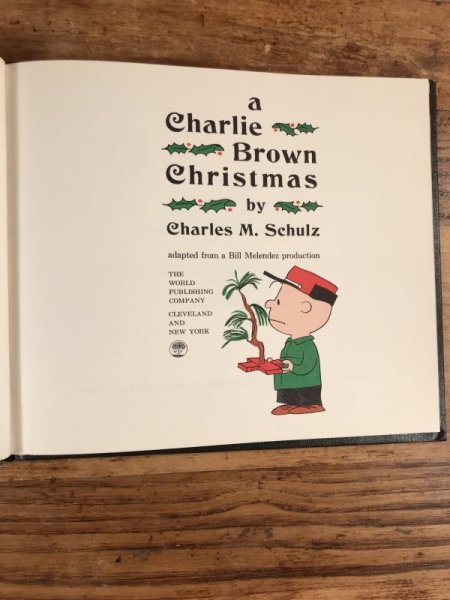 a
Charlie
Brown
Christmas
by
Charles M. Schulz
adapted from a Bill Melendez production
THE
WORLD
PUBLISHING
COMPANY
CLEVELAND
AND
NEW YORK